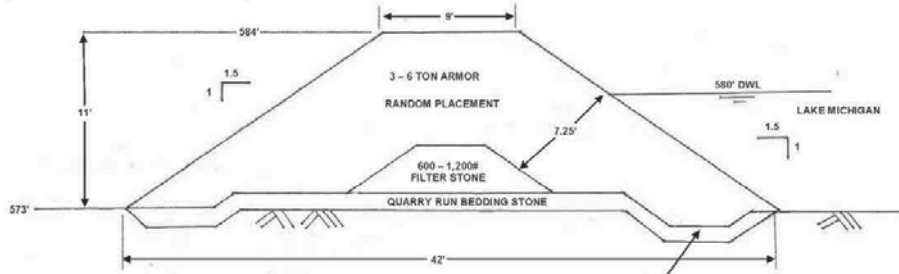 9'
584'
1.5
1
3 – 6 TON ARMOR
RANDOM PLACEMENT
580' DWL
LAKE MICHIGAN
11'
7.25'
1.5
1
600 – 1,200#
FILTER STONE
573'
QUARRY RUN BEDDING STONE
42'